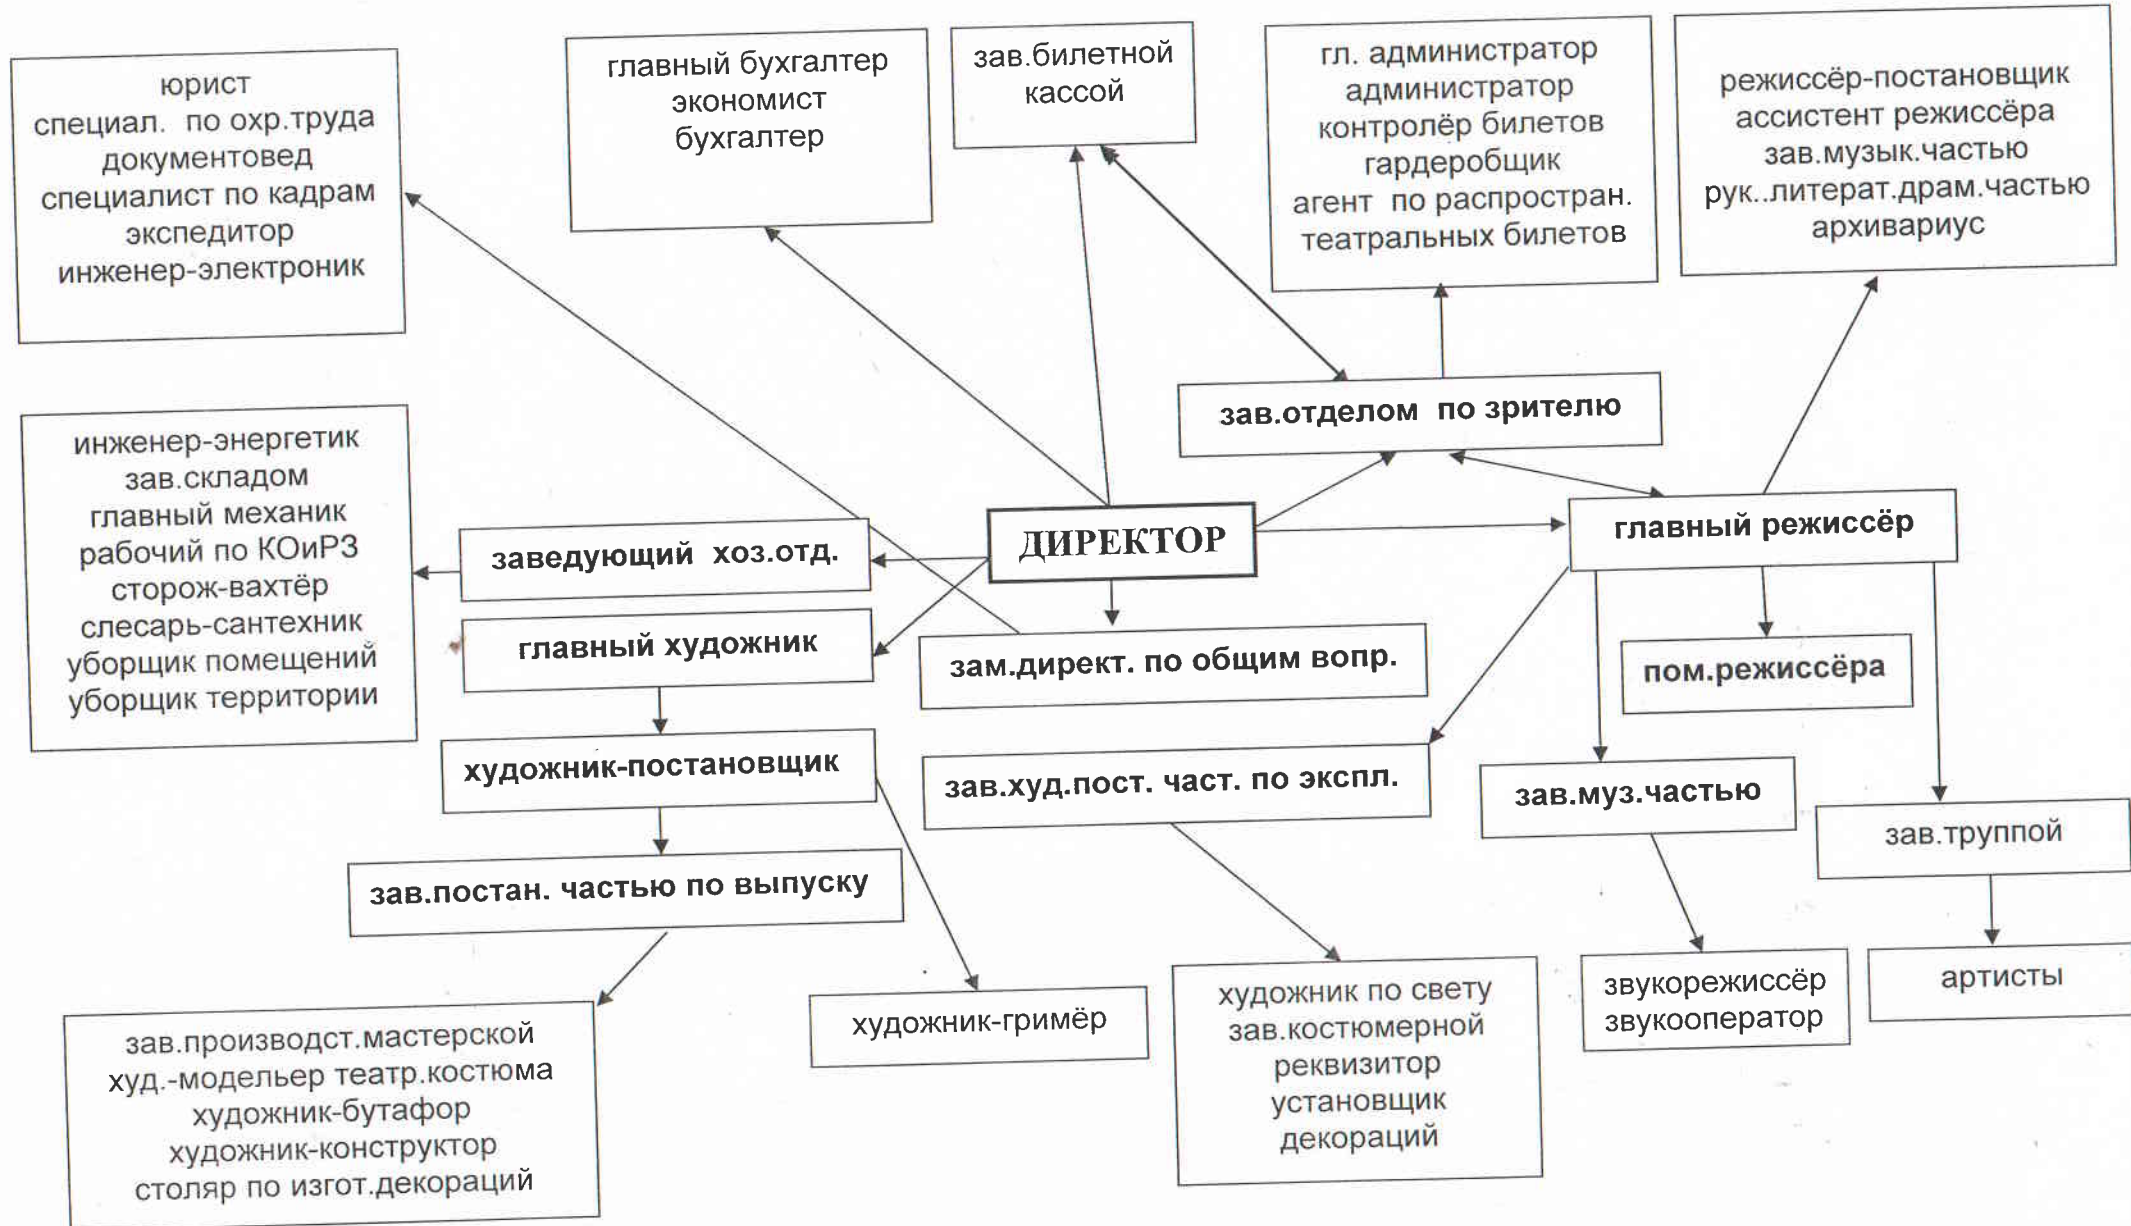 юрист
специал. по охр.труда
документовед
специалист по кадрам
экспедитор
инженер-электроник
главный бухгалтер
экономист
бухгалтер
зав.билетной
кассой
гл. администратор
администратор
контролёр билетов
гардеробщик
агент по распростран.
театральных билетов
режиссёр-постановщик
ассистент режиссёра
зав.музык.частью
рук..литерат.драм.частью
архивариус
зав.отделом по зрителю
инженер-энергетик
зав.складом
главный механик
рабочий по КОиРЗ
сторож-вахтёр
слесарь-сантехник
уборщик помещений
уборщик территории
заведующий хоз.отд.
ДИРЕКТОР
главный режиссёр
главный художник
зам.директ. по общим вопр.
пом.режиссёра
художник-постановщик
зав.худ.пост. част. по экспл.
зав.муз.частью
зав.труппой
зав.постан. частью по выпуску
зав.производст.мастерской
худ.-модельер театр.костюма
художник-бутафор
художник-конструктор
столяр по изгот.декораций
художник-гримёр
художник по свету
зав.костюмерной
реквизитор
установщик
декораций
звукорежиссёр
звукооператор
артисты